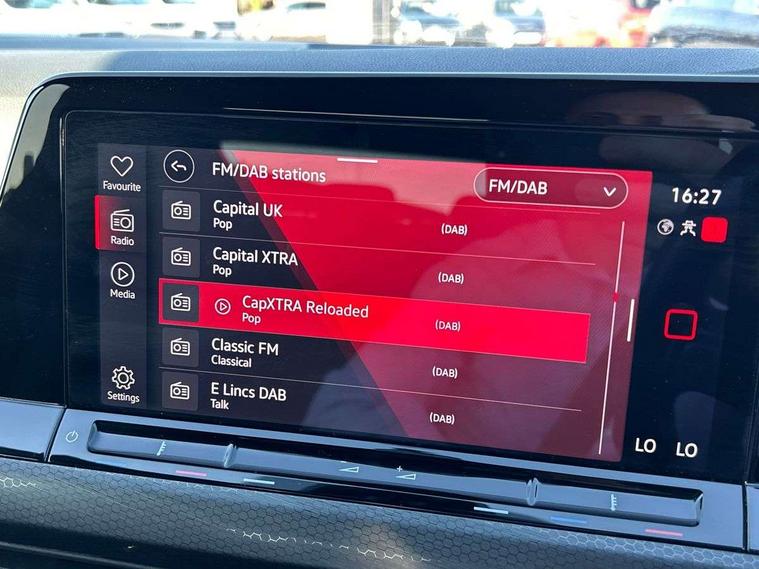 Favourite
Radio
Media
Settings
FM/DAB stations
FM/DAB
Capital UK
Pop
(DAB)
Capital XTRA
Pop
(DAB)
CapXTRA Reloaded
Pop
(DAB)
Classic FM
Classical
(DAB)
E Lincs DAB
Talk
(DAB)
16:27
LO LO